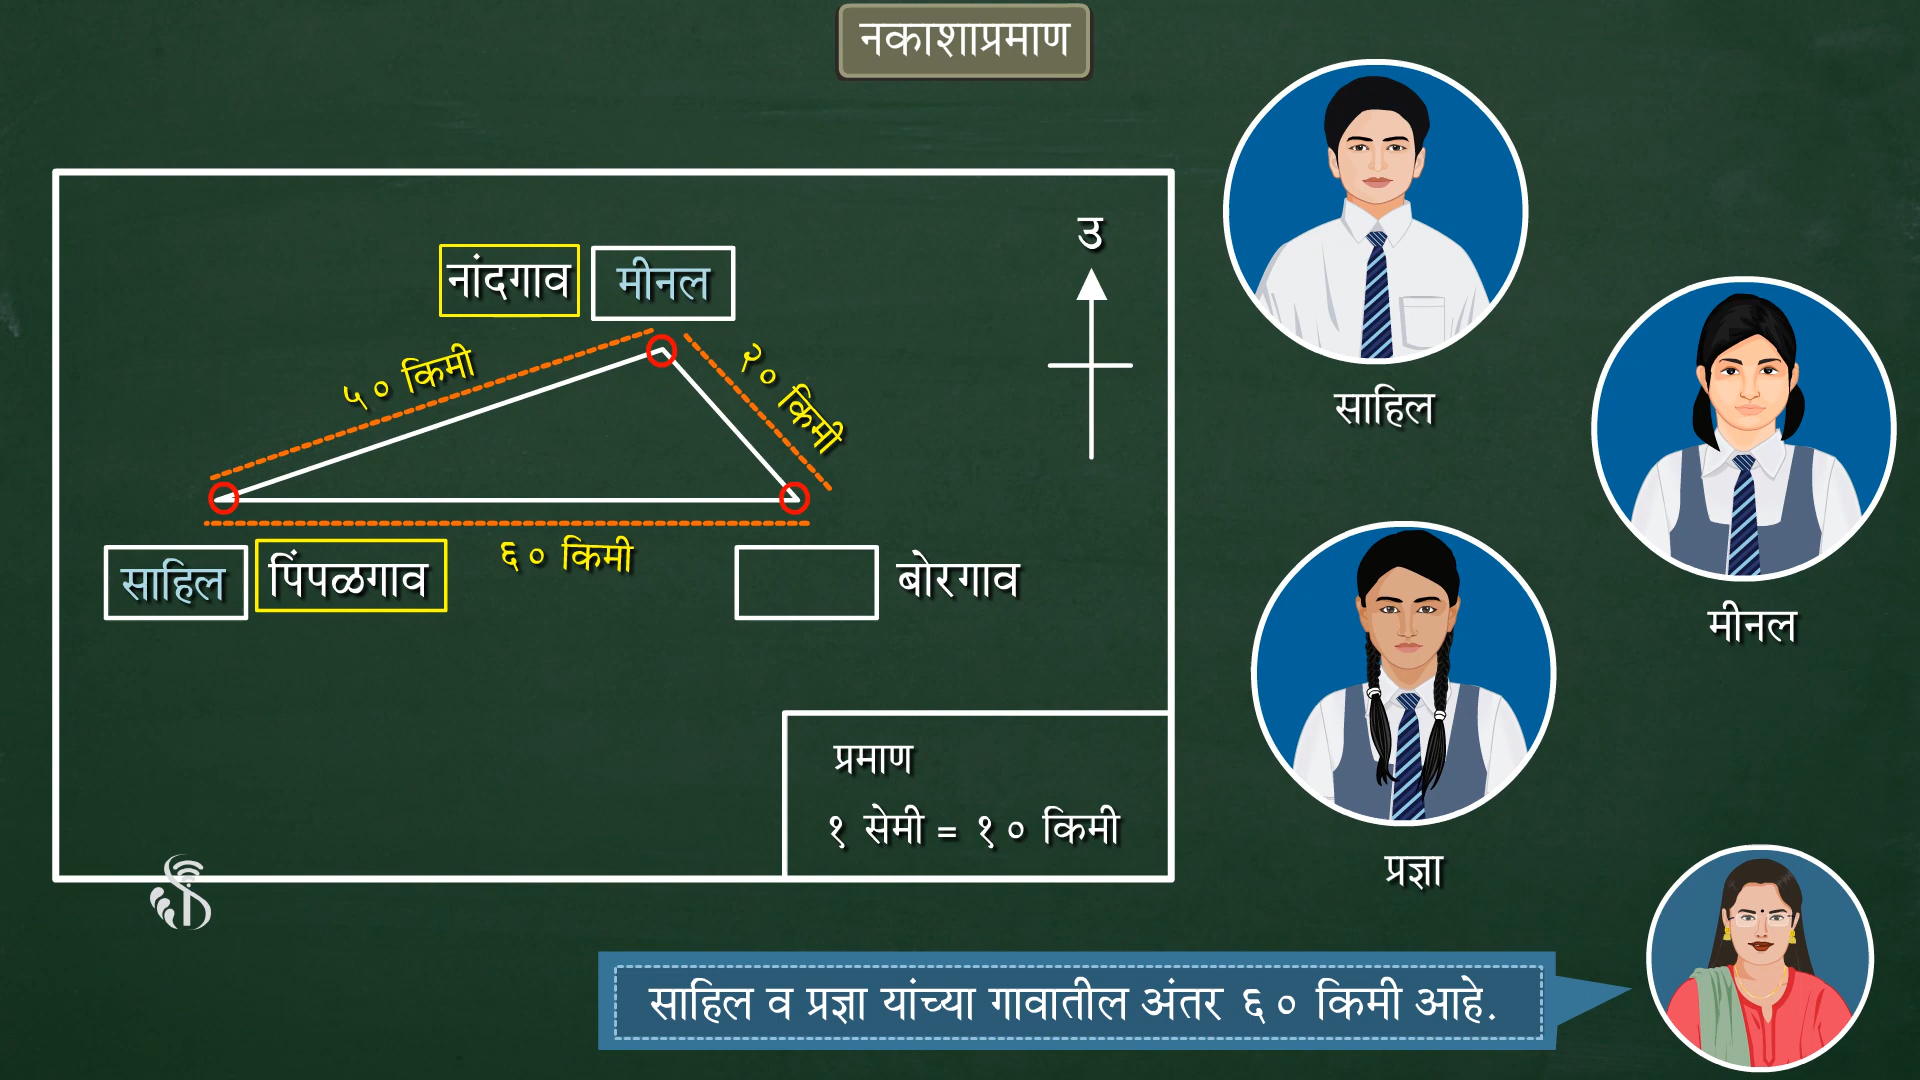 नकाशाप्रमाण
उ
नांदगाव मीनल
५० किमी
२० किमी
६० किमी
साहिल पिंपळगाव
बोरगाव
प्रमाण
१ सेमी = १० किमी
साहिल
मीनल
प्रज्ञा
साहिल व प्रज्ञा यांच्या गावातील अंतर ६० किमी आहे.